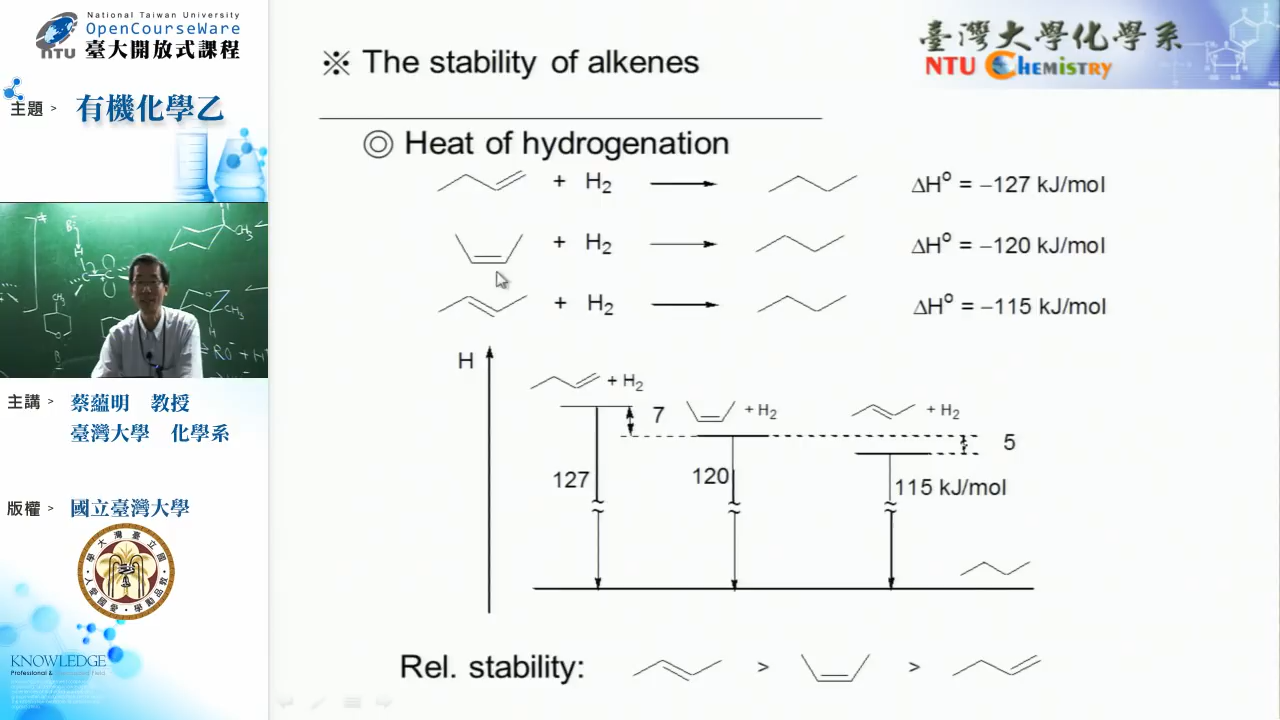 National Taiwan University
OpenCourseWare
NTU 臺大開放式課程
主題 > 有機化學乙
主講 > 蔡蘊明 教授
臺灣大學 化學系
版權 > 國立臺灣大學
KNOWLEDGE
臺灣大學化學系
NTU CHEMISTRY
※ The stability of alkenes
◎ Heat of hydrogenation
+ H₂ ΔHº = −127 kJ/mol
+ H₂ ΔHº = −120 kJ/mol
+ H₂ ΔHº = −115 kJ/mol
H
+ H₂ 7 + H₂ + H₂
5
127 120 115 kJ/mol
Rel. stability: > >